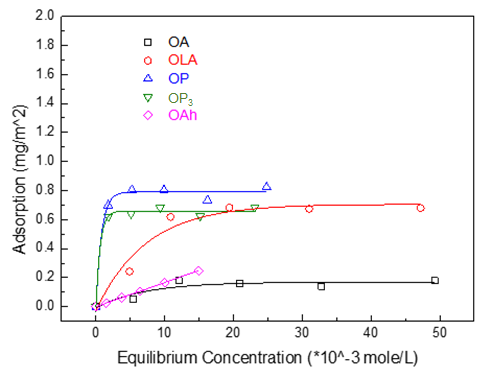 2.0
1.8
1.6
1.4
1.2
1.0
0.8
0.6
0.4
0.2
0.0
Adsorption (mg/m^2)
OA
OLA
OP
OP3
OAh
0 10 20 30 40 50
Equilibrium Concentration (*10^-3 mole/L)